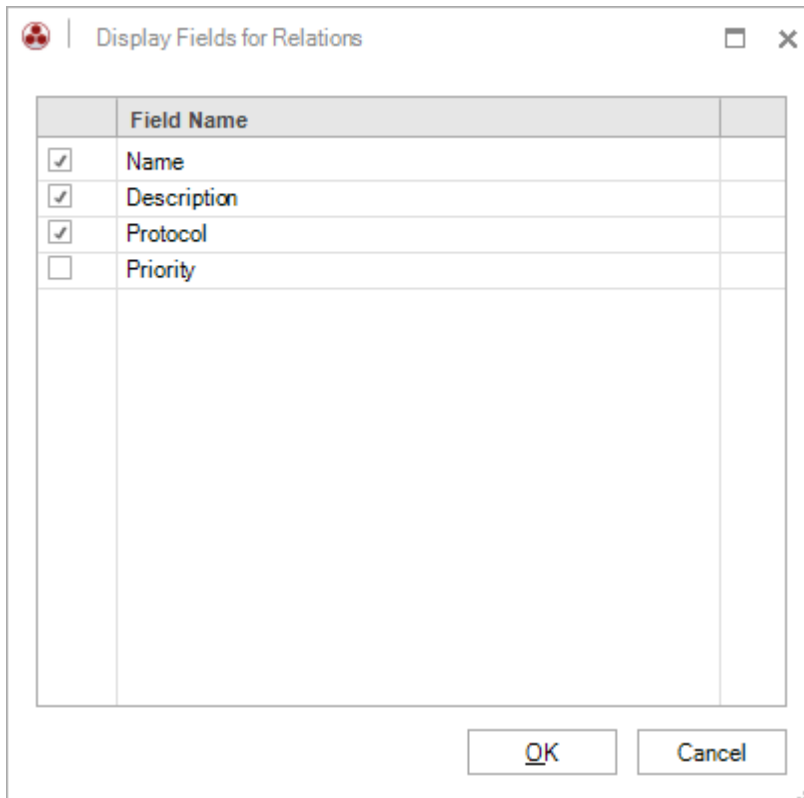 Display Fields for Relations
Field Name
Name
Description
Protocol
Priority
OK
Cancel